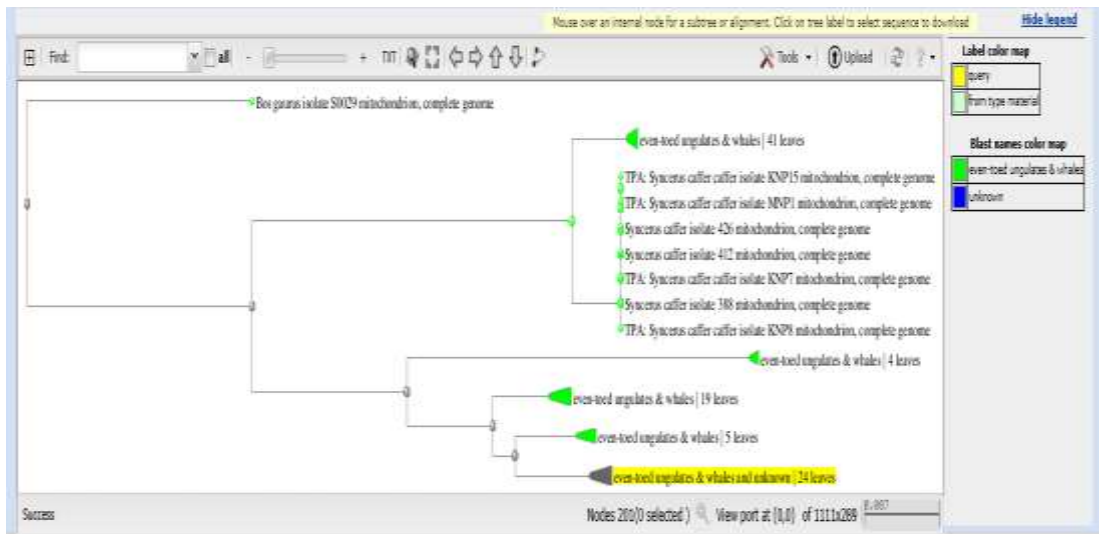 Mouse over an internal node for a subtree or alignment. Click on tree label to select sequence to download
Hide legend
Find:
all
- +
Tools
Upload
?
Label color map
query
from type material
Blast names color map
even-toed ungulates & whales
unknown
Bos gaurus isolate S0029 mitochondrion, complete genome
even-toed ungulates & whales | 41 leaves
TPA: Syncerus caffer caffer isolate KNP15 mitochondrion, complete genome
TPA: Syncerus caffer caffer isolate MNP1 mitochondrion, complete genome
Syncerus caffer isolate 426 mitochondrion, complete genome
Syncerus caffer isolate 412 mitochondrion, complete genome
TPA: Syncerus caffer caffer isolate KNP7 mitochondrion, complete genome
Syncerus caffer isolate 388 mitochondrion, complete genome
TPA: Syncerus caffer caffer isolate KNP8 mitochondrion, complete genome
even-toed ungulates & whales | 4 leaves
even-toed ungulates & whales | 19 leaves
even-toed ungulates & whales | 5 leaves
even-toed ungulates & whales and unknown | 24 leaves
Success
Nodes 201(0 selected)
View port at (0,0) of 1111x289
0.007